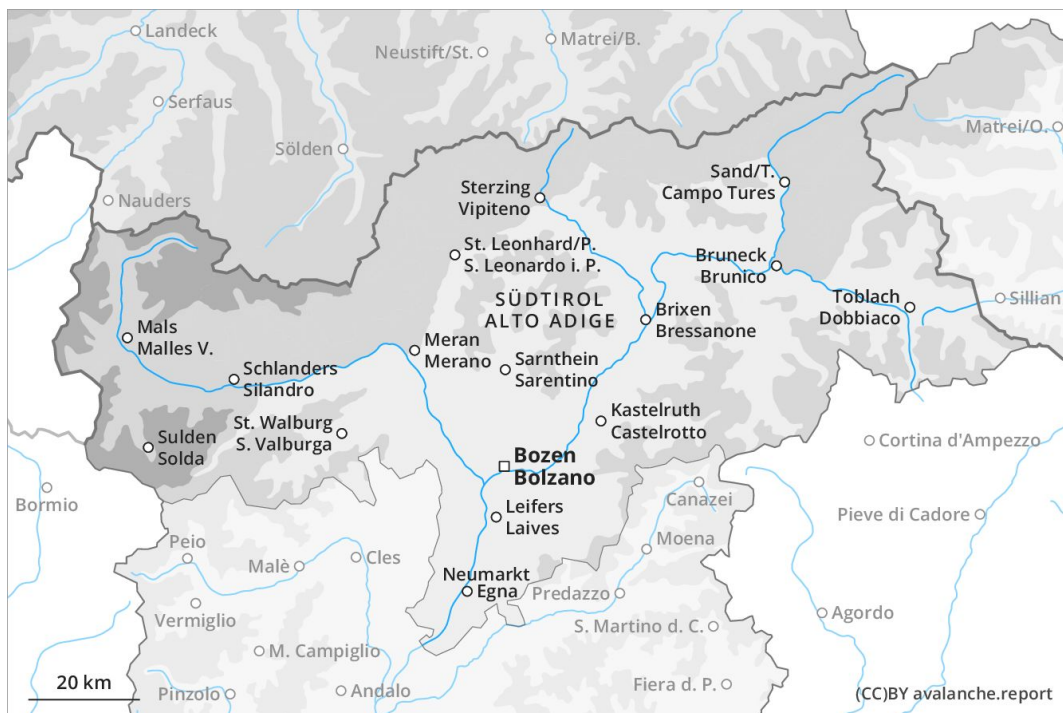 Landeck
Neustift/St.
Matrei/B.
Serfaus
Sölden
Matrei/O.
Nauders
Sterzing
Vipiteno
Sand/T.
Campo Tures
St. Leonhard/P.
S. Leonardo i. P.
Bruneck
Brunico
SÜDTIROL
ALTO ADIGE
Toblach
Dobbiaco
Sillian
Mals
Malles V.
Meran
Merano
Brixen
Bressanone
Schlanders
Silandro
Sarnthein
Sarentino
St. Walburg
S. Valburga
Kastelruth
Castelrotto
Sulden
Solda
Bozen
Bolzano
Cortina d'Ampezzo
Bormio
Leifers
Laives
Canazei
Pieve di Cadore
Peio
Malè
Cles
Moena
Neumarkt
Egna
Predazzo
Vermiglio
Agordo
S. Martino d. C.
M. Campiglio
20 km
Pinzolo
Andalo
Fiera d. P.
(CC)BY avalanche.report